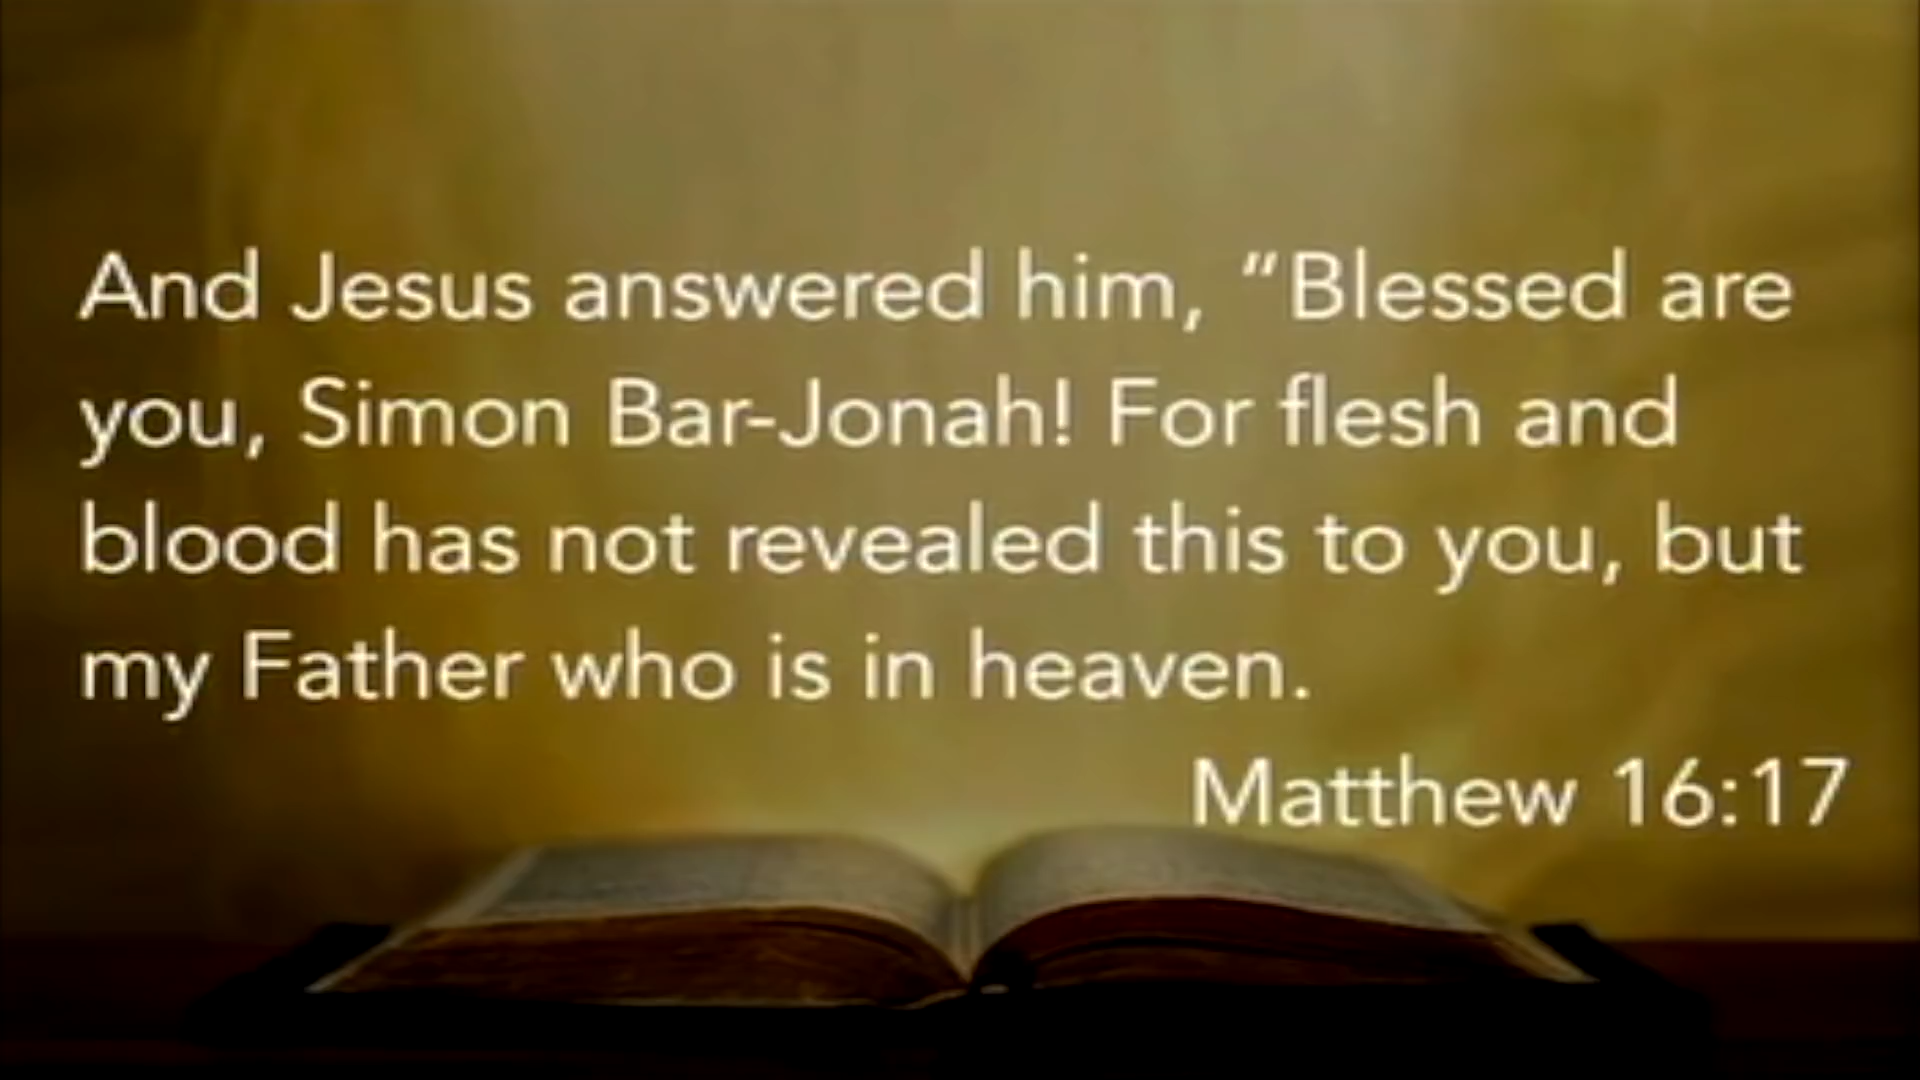 And Jesus answered him, “Blessed are
you, Simon Bar-Jonah! For flesh and
blood has not revealed this to you, but
my Father who is in heaven.
Matthew 16:17